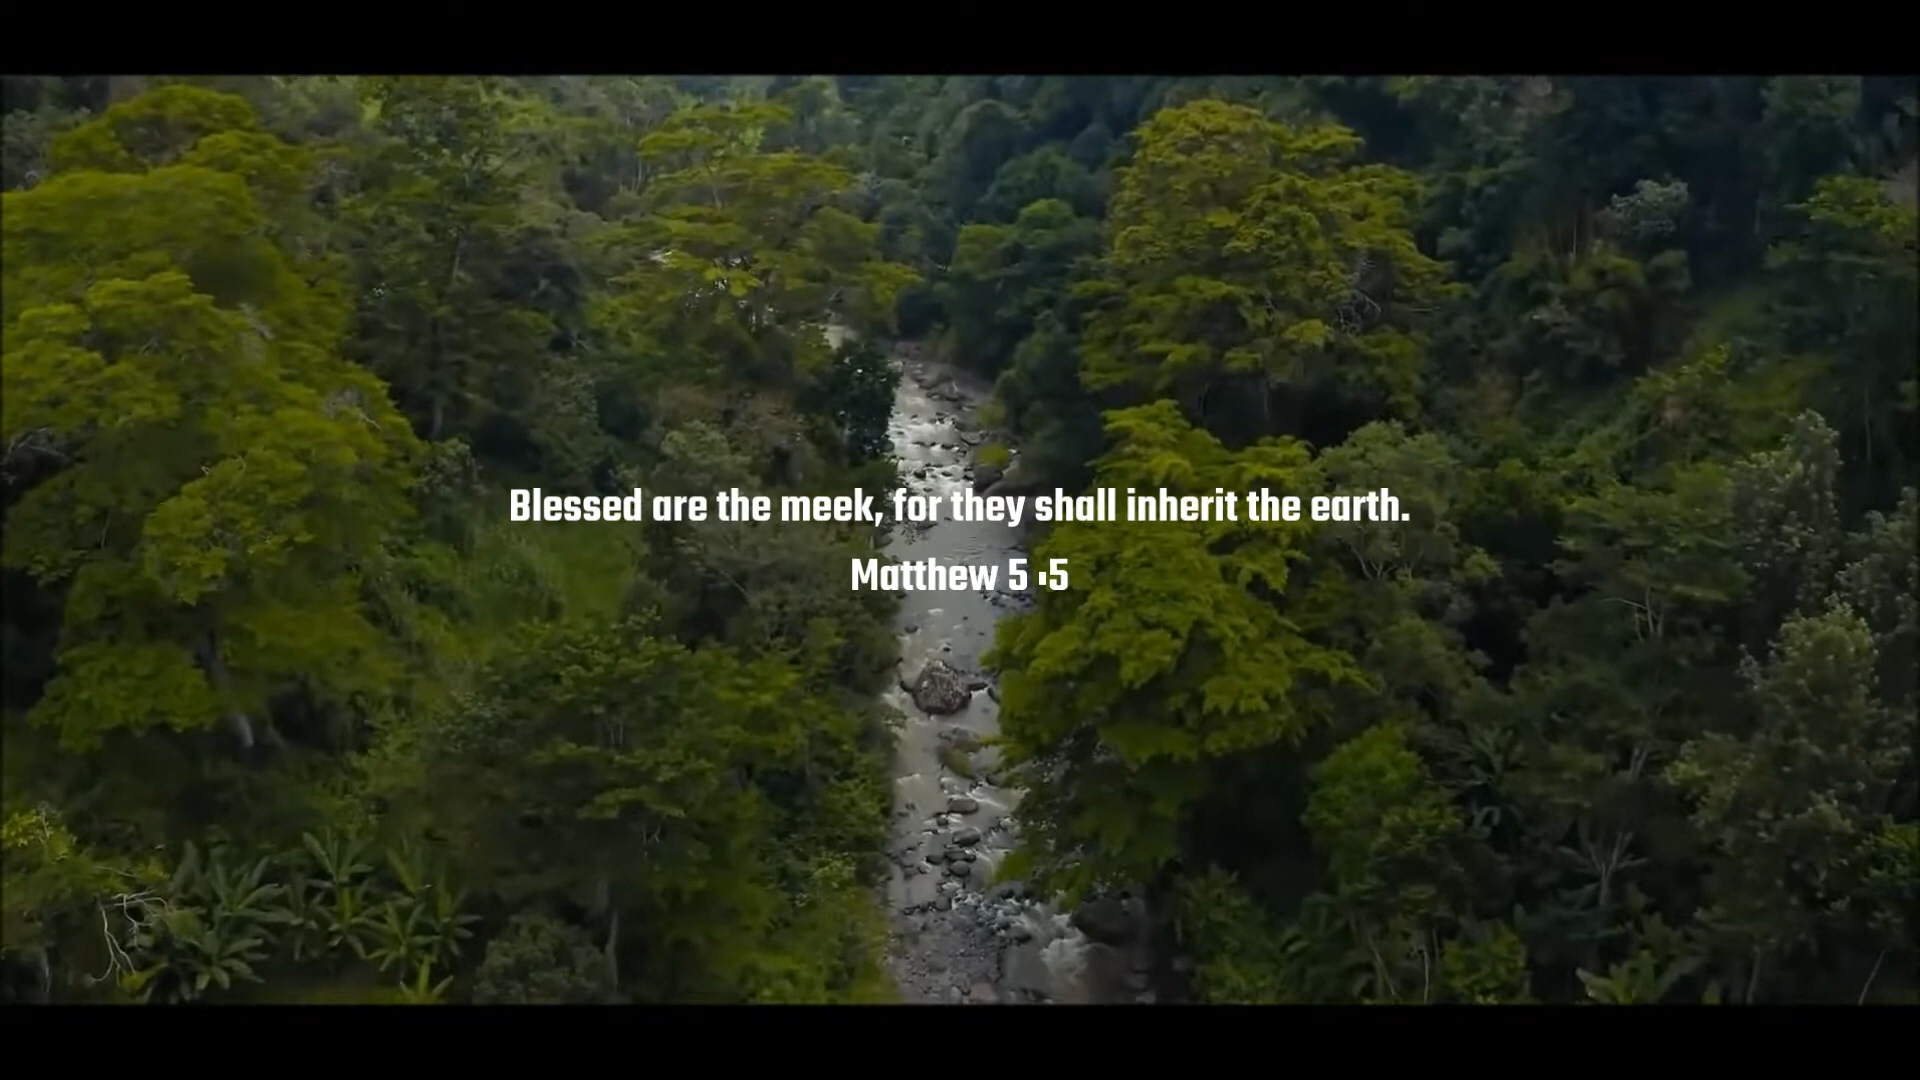 Blessed are the meek, for they shall inherit the earth.
Matthew 5 :5